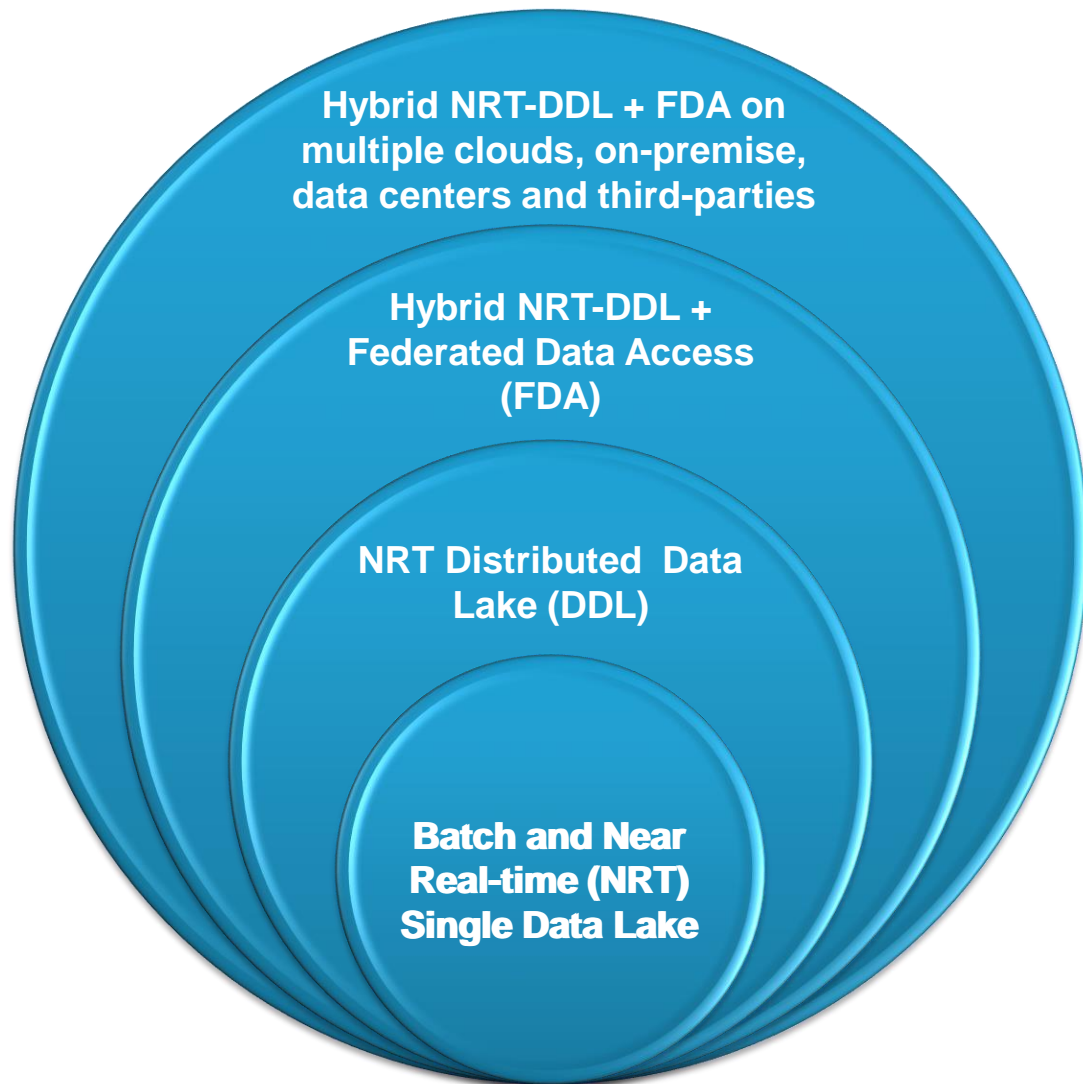 Hybrid NRT-DDL + FDA on
multiple clouds, on-premise,
data centers and third-parties
Hybrid NRT-DDL +
Federated Data Access
(FDA)
NRT Distributed  Data
Lake (DDL)
Batch and Near
Real-time (NRT)
Single Data Lake